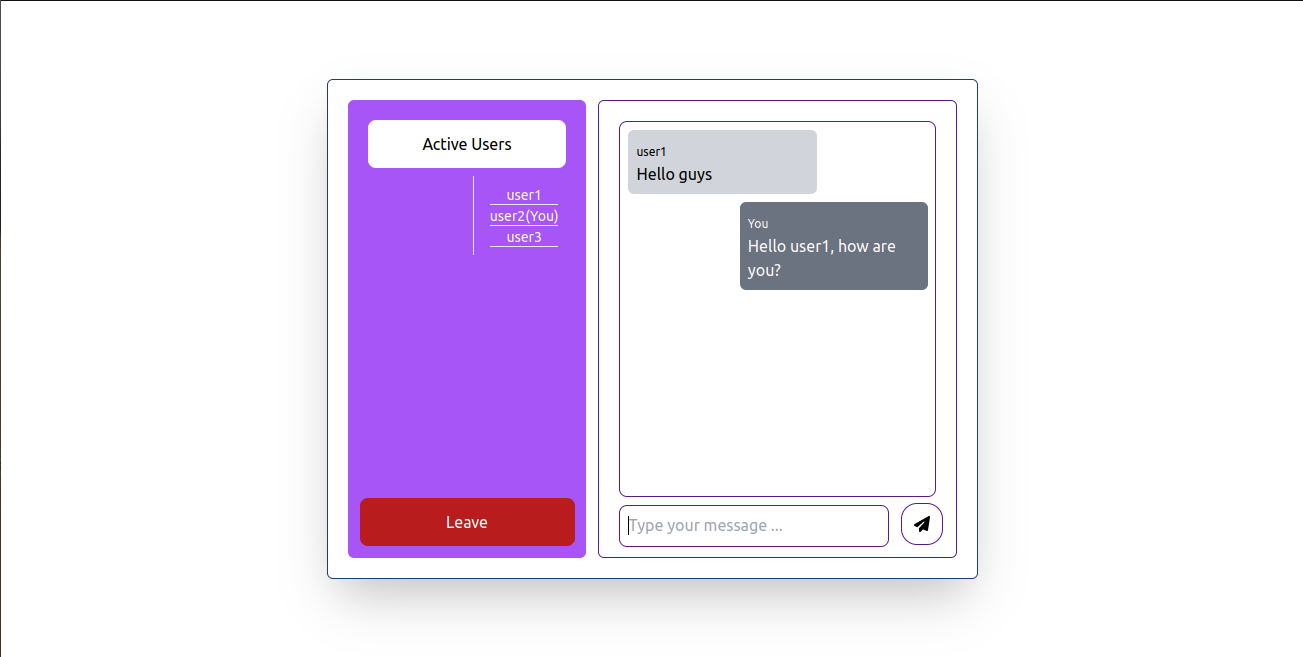 Active Users
user1
user2(You)
user3
Leave
user1
Hello guys
You
Hello user1, how are
you?
Type your message ...